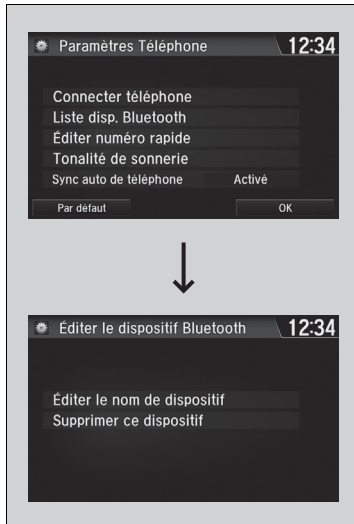 Paramètres Téléphone 12:34
Connecter téléphone
Liste disp. Bluetooth
Éditer numéro rapide
Tonalité de sonnerie
Sync auto de téléphone Activé
Par défaut OK
Éditer le dispositif Bluetooth 12:34
Éditer le nom de dispositif
Supprimer ce dispositif